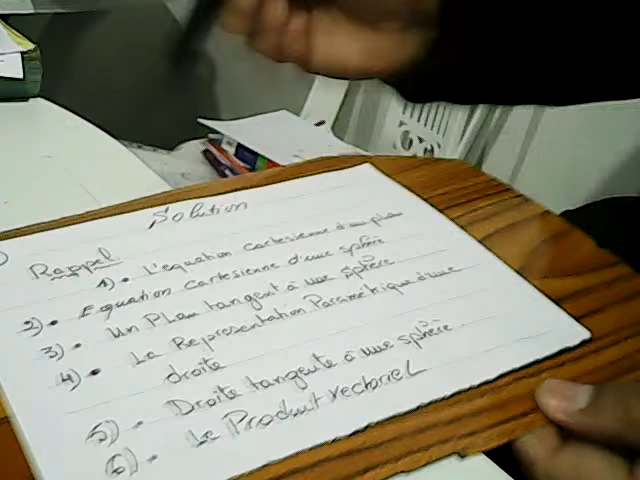 Solution
Rappel
1) • L'equation cartesienne d'un plan
2) • Equation cartesienne d'une sphère
3) • Un Plan tangent à une sphère
4) • La Representation Paramétrique d'une
droite
5) • Droite tangente à une sphère.
6) • Le Produit vectoriel